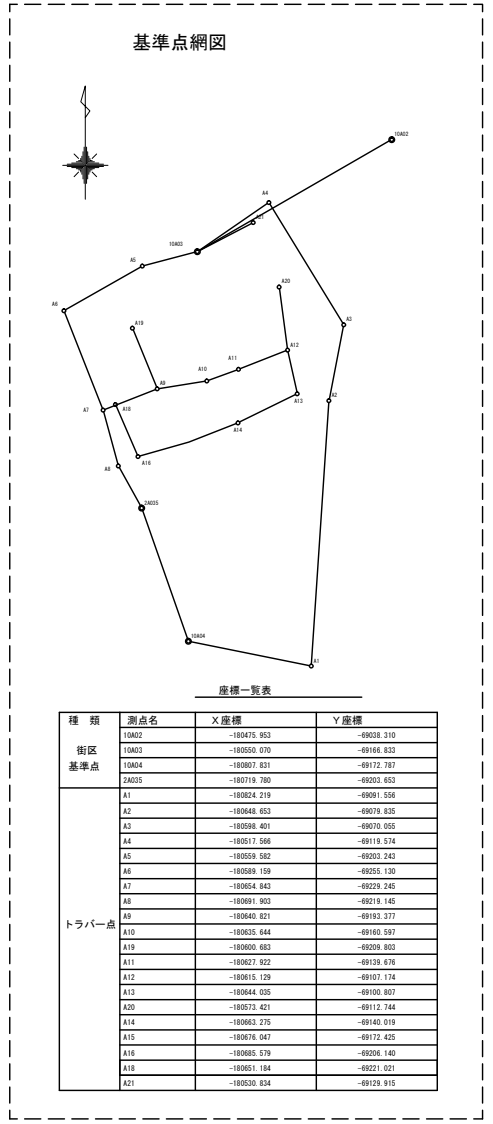 基準点網図
10A02
A4
A21
10A03
A5
A20
A6
A3
A19
A12
A11
A10
A9
A13
A2
A18
A7
A14
A16
A8
2A035
10A04
A1
座標一覧表
種 類 測点名 X座標 Y座標
街区基準点
10A02 -180475.953 -69038.310
10A03 -180550.070 -69166.833
10A04 -180807.831 -69172.787
2A035 -180719.780 -69203.653
トラバー点
A1 -180824.219 -69091.556
A2 -180648.653 -69079.835
A3 -180598.401 -69070.055
A4 -180517.566 -69119.574
A5 -180559.582 -69203.243
A6 -180589.159 -69255.130
A7 -180654.843 -69229.245
A8 -180691.903 -69219.145
A9 -180640.821 -69193.377
A10 -180635.644 -69160.597
A19 -180600.683 -69209.803
A11 -180627.922 -69139.676
A12 -180615.129 -69107.174
A13 -180644.035 -69100.807
A20 -180573.421 -69112.744
A14 -180663.275 -69140.019
A15 -180676.047 -69172.425
A16 -180685.579 -69206.140
A18 -180651.184 -69221.021
A21 -180530.834 -69129.915